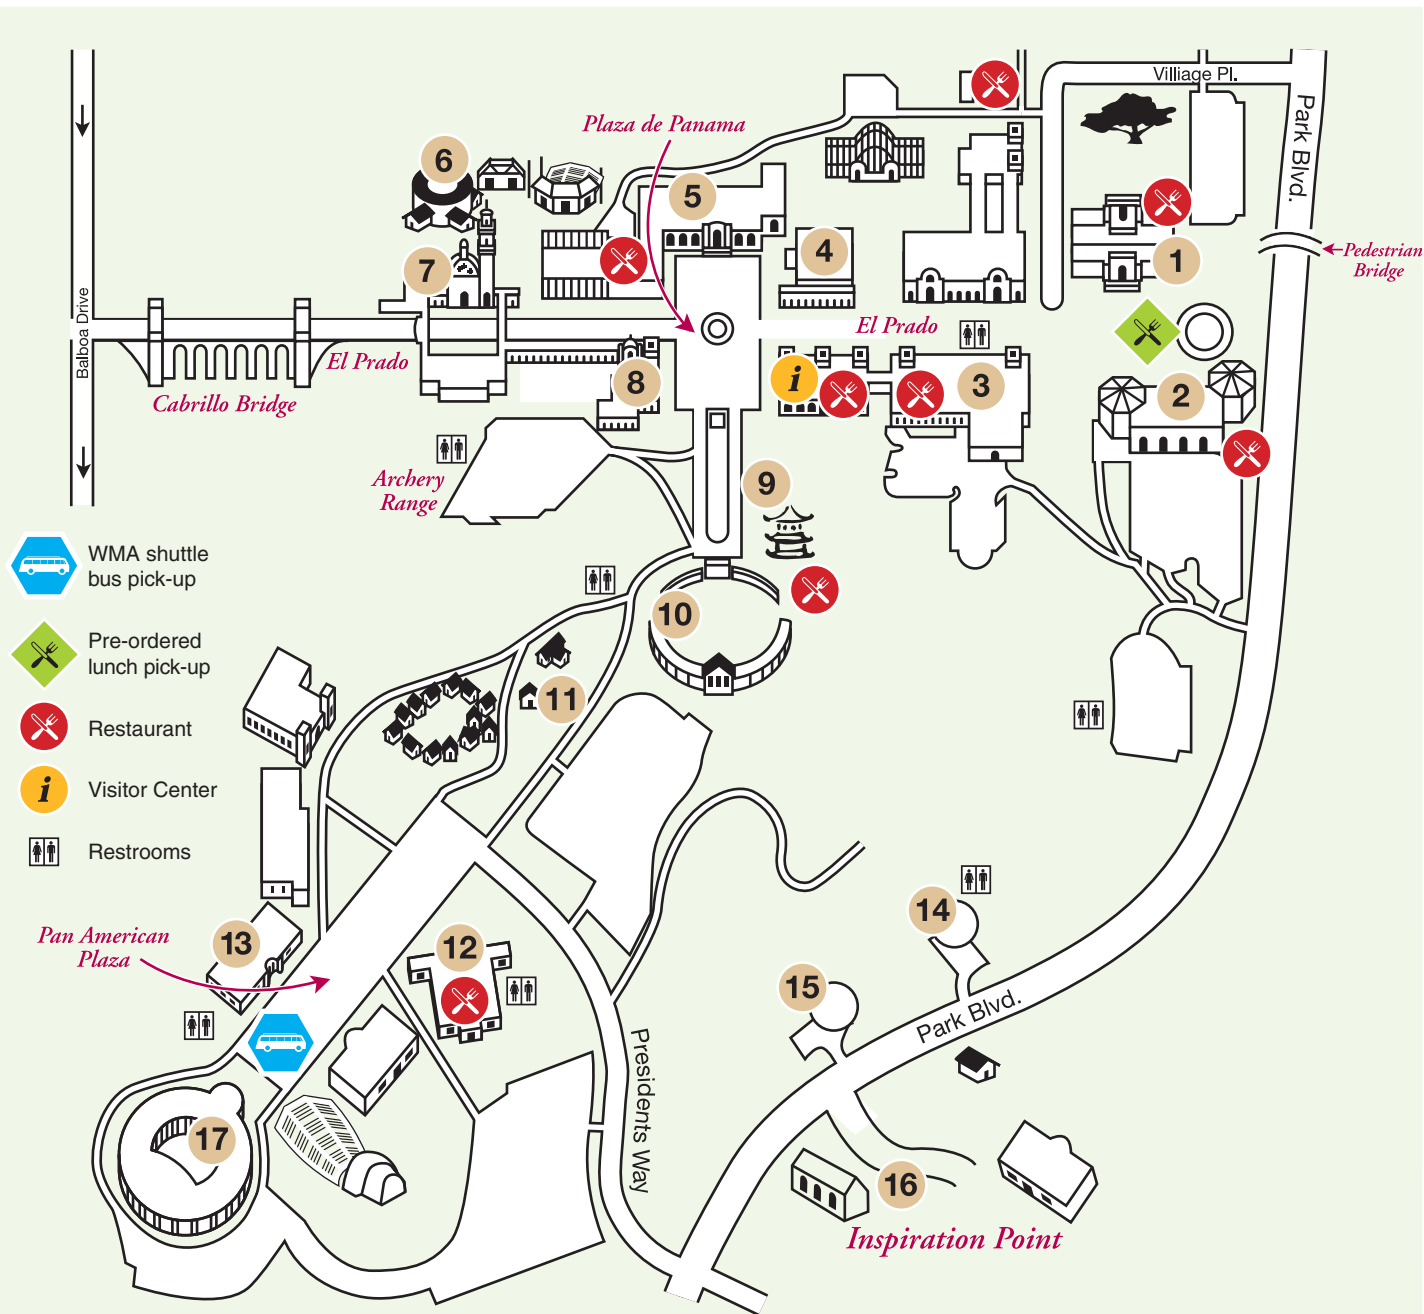 Villiage Pl.
Park Blvd.
Plaza de Panama
6
5
4
7
1
Pedestrian
Bridge
Balboa Drive
El Prado
El Prado
Cabrillo Bridge
8
i
3
2
Archery
Range
9
WMA shuttle
bus pick-up
10
Pre-ordered
lunch pick-up
11
Restaurant
i
Visitor Center
Restrooms
14
Pan American
Plaza
13
12
15
Park Blvd.
Presidents Way
17
16
Inspiration Point